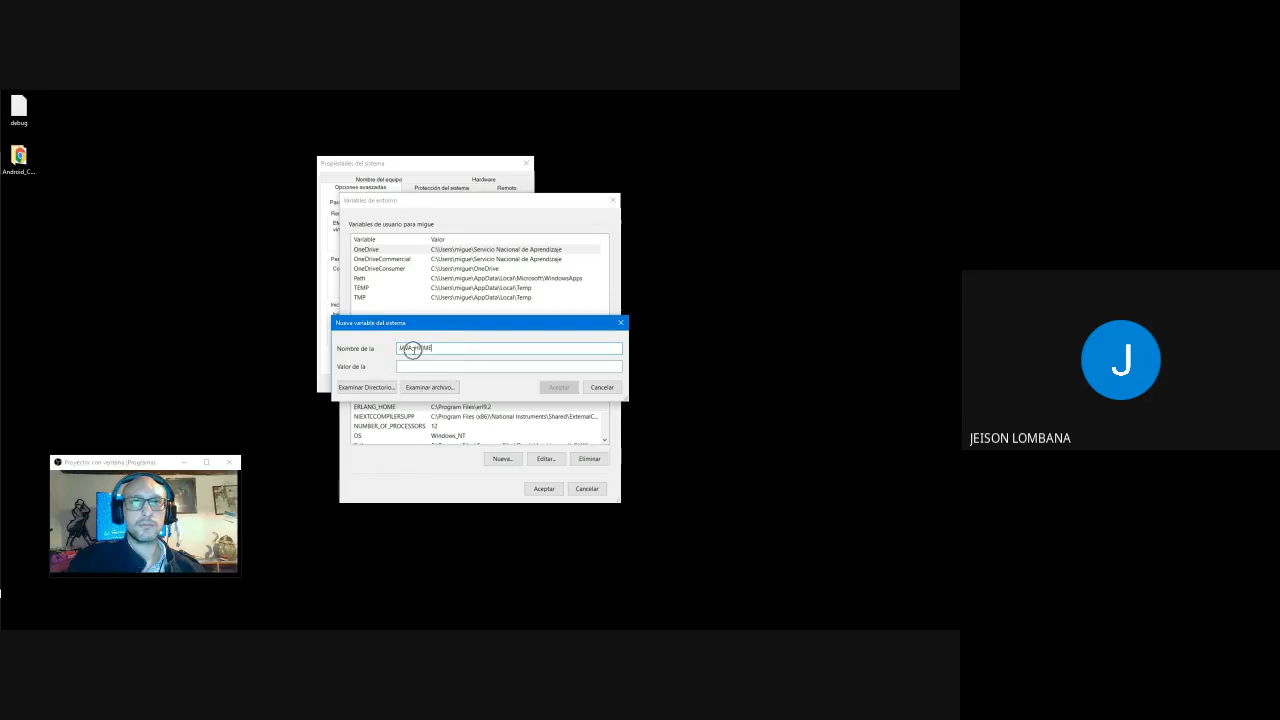 debug
Android_C...
Propiedades del sistema
Nombre del equipo
Hardware
Opciones avanzadas
Protección del sistema
Remoto
Variables de entorno
Variables de usuario para migue
Variable Valor
OneDrive C:\Users\migue\Servicio Nacional de Aprendizaje
OneDriveCommercial C:\Users\migue\Servicio Nacional de Aprendizaje
OneDriveConsumer C:\Users\migue\OneDrive
Path C:\Users\migue\AppData\Local\Microsoft\WindowsApps
TEMP C:\Users\migue\AppData\Local\Temp
TMP C:\Users\migue\AppData\Local\Temp
Nueva variable del sistema
Nombre de la JAVA_HOME
Valor de la
Examinar Directorio... Examinar archivo... Aceptar Cancelar
ERLANG_HOME C:\Program Files\erl9.2
NIEXTCCOMPILERSUPP C:\Program Files (x86)\National Instruments\Shared\ExternalC...
NUMBER_OF_PROCESSORS 12
OS Windows_NT
Nueva... Editar... Eliminar
Aceptar Cancelar
Proyector con ventana (Programa)
J
JEISON LOMBANA